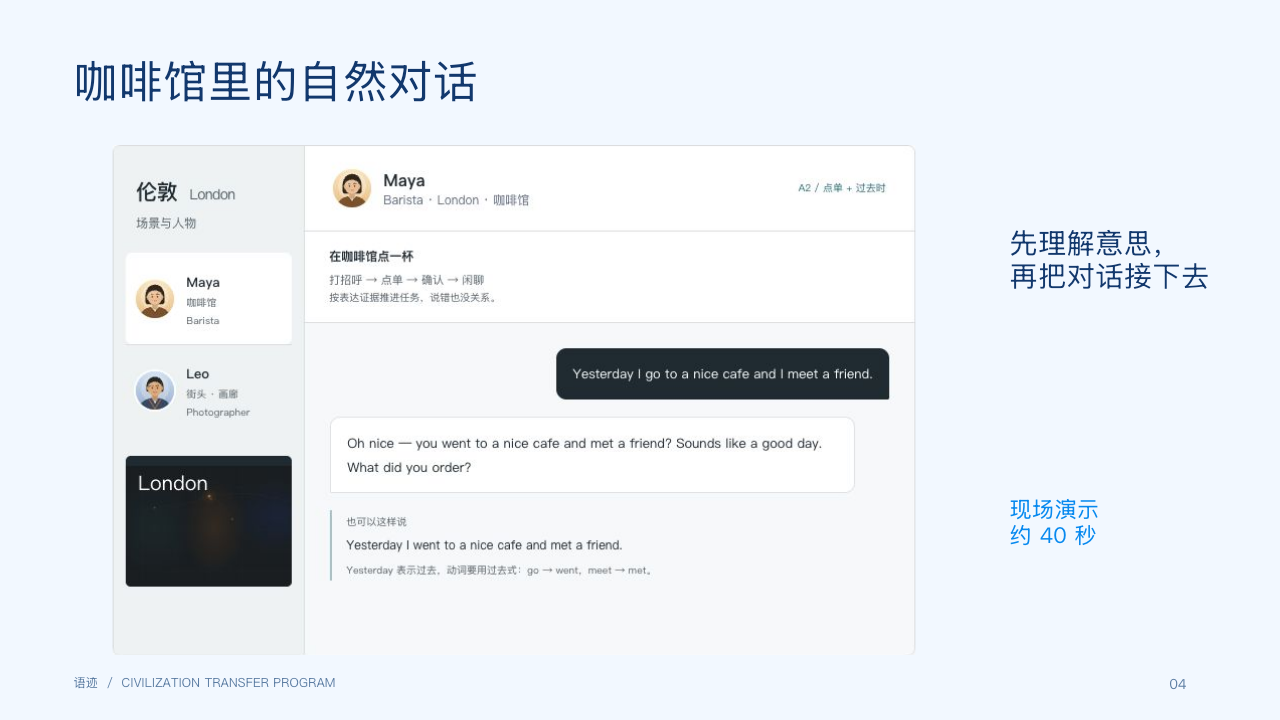 咖啡馆里的自然对话
伦敦 London
场景与人物
Maya
咖啡馆
Barista
Leo
街头 · 画廊
Photographer
London
Maya
Barista · London · 咖啡馆
A2 / 点单 + 过去时
在咖啡馆点一杯
打招呼 → 点单 → 确认 → 闲聊
按表达证据推进任务，说错也没关系。
Yesterday I go to a nice cafe and I meet a friend.
Oh nice — you went to a nice cafe and met a friend? Sounds like a good day.
What did you order?
也可以这样说
Yesterday I went to a nice cafe and met a friend.
Yesterday 表示过去，动词要用过去式：go → went，meet → met。
先理解意思，
再把对话接下去
现场演示
约 40 秒
语迹 / CIVILIZATION TRANSFER PROGRAM
04